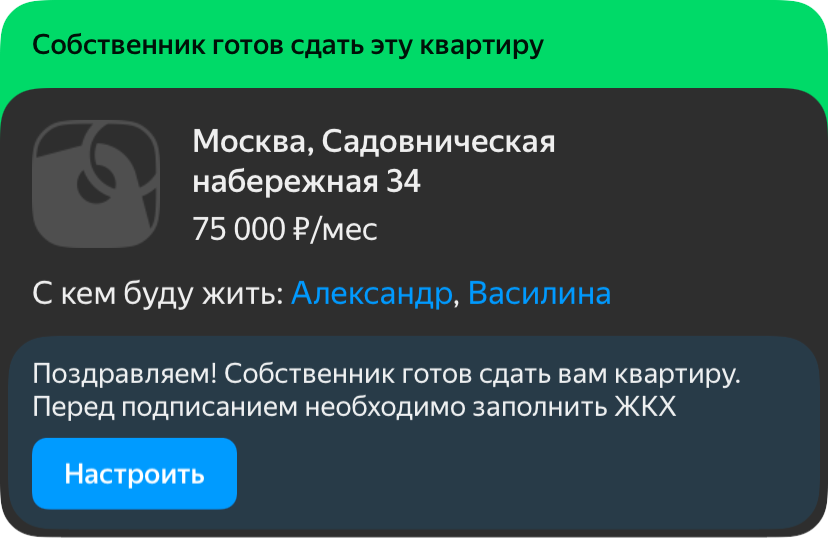 Собственник готов сдать эту квартиру
Москва, Садовническая
набережная 34
75 000 ₽/мес
С кем буду жить: Александр, Василина
Поздравляем! Собственник готов сдать вам квартиру.
Перед подписанием необходимо заполнить ЖКХ
Настроить